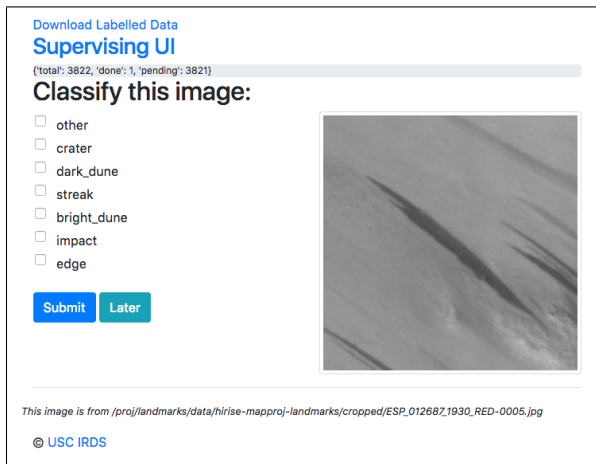 Download Labelled Data
Supervising UI
{'total': 3822, 'done': 1, 'pending': 3821}
Classify this image:
other
crater
dark_dune
streak
bright_dune
impact
edge
Submit Later
This image is from /proj/landmarks/data/hirise-mapproj-landmarks/cropped/ESP_012687_1930_RED-0005.jpg
© USC IRDS